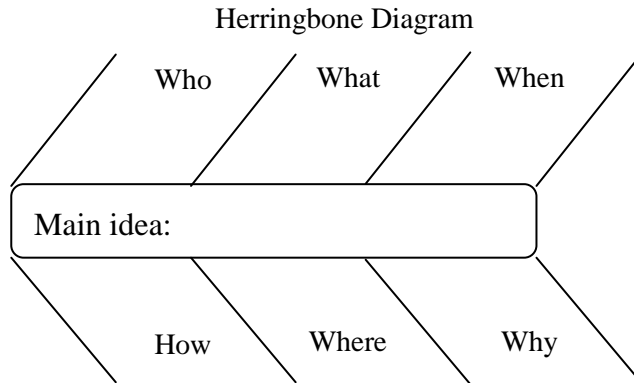 Herringbone Diagram
Who What When
Main idea:
How Where Why